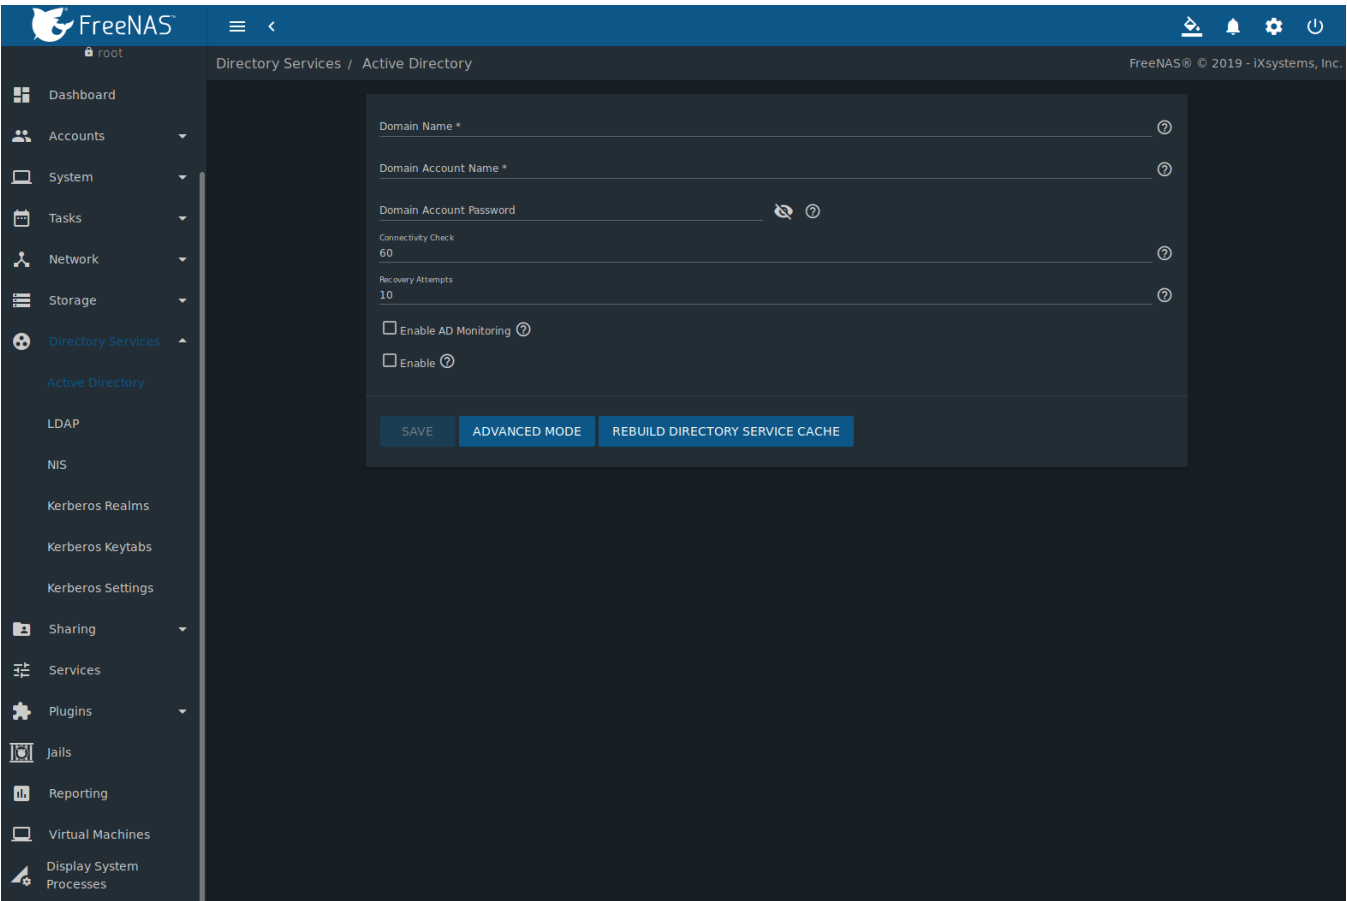 FreeNAS™
root
Directory Services / Active Directory
FreeNAS® © 2019 - iXsystems, Inc.
Dashboard
Accounts
System
Tasks
Network
Storage
Directory Services
Active Directory
LDAP
NIS
Kerberos Realms
Kerberos Keytabs
Kerberos Settings
Sharing
Services
Plugins
Jails
Reporting
Virtual Machines
Display System
Processes
Domain Name *
Domain Account Name *
Domain Account Password
Connectivity Check
60
Recovery Attempts
10
Enable AD Monitoring
Enable
SAVE
ADVANCED MODE
REBUILD DIRECTORY SERVICE CACHE